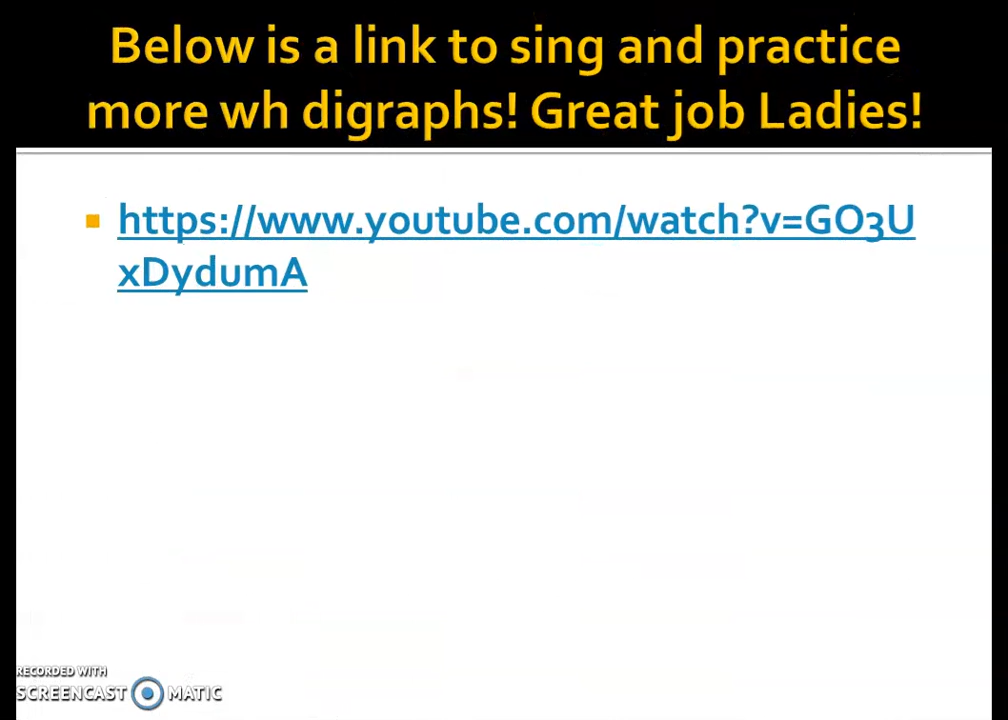 Below is a link to sing and practice
more wh digraphs! Great job Ladies!
https://www.youtube.com/watch?v=GO3U
xDydumA
RECORDED WITH
SCREENCAST MATIC